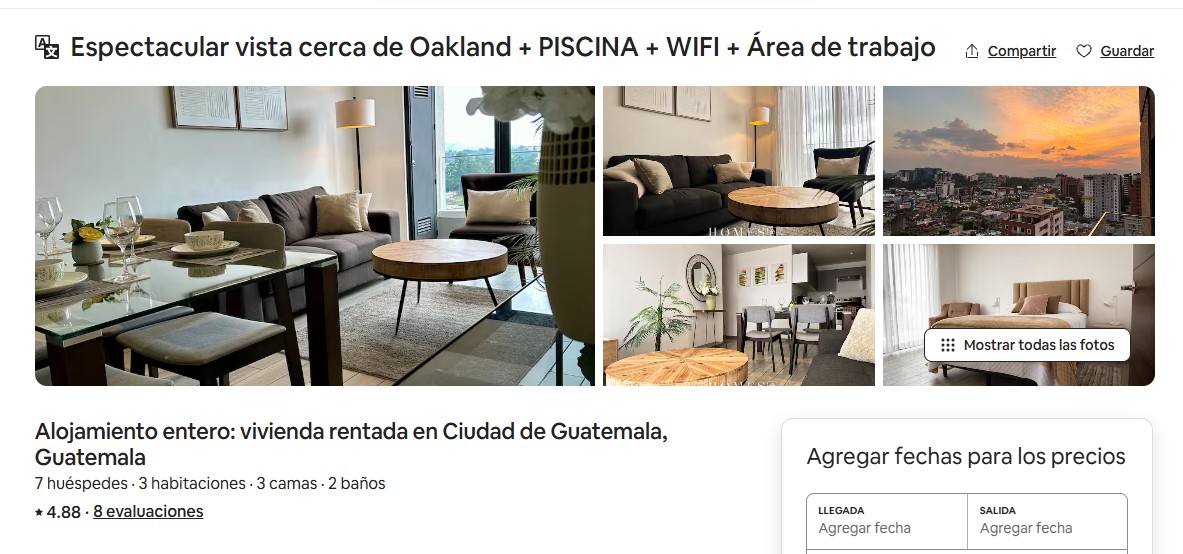 Espectacular vista cerca de Oakland + PISCINA + WIFI + Área de trabajo
Compartir
Guardar
HOMES
HOMES
Mostrar todas las fotos
Alojamiento entero: vivienda rentada en Ciudad de Guatemala,
Guatemala
7 huéspedes · 3 habitaciones · 3 camas · 2 baños
★ 4.88 · 8 evaluaciones
Agregar fechas para los precios
LLEGADA
Agregar fecha
SALIDA
Agregar fecha